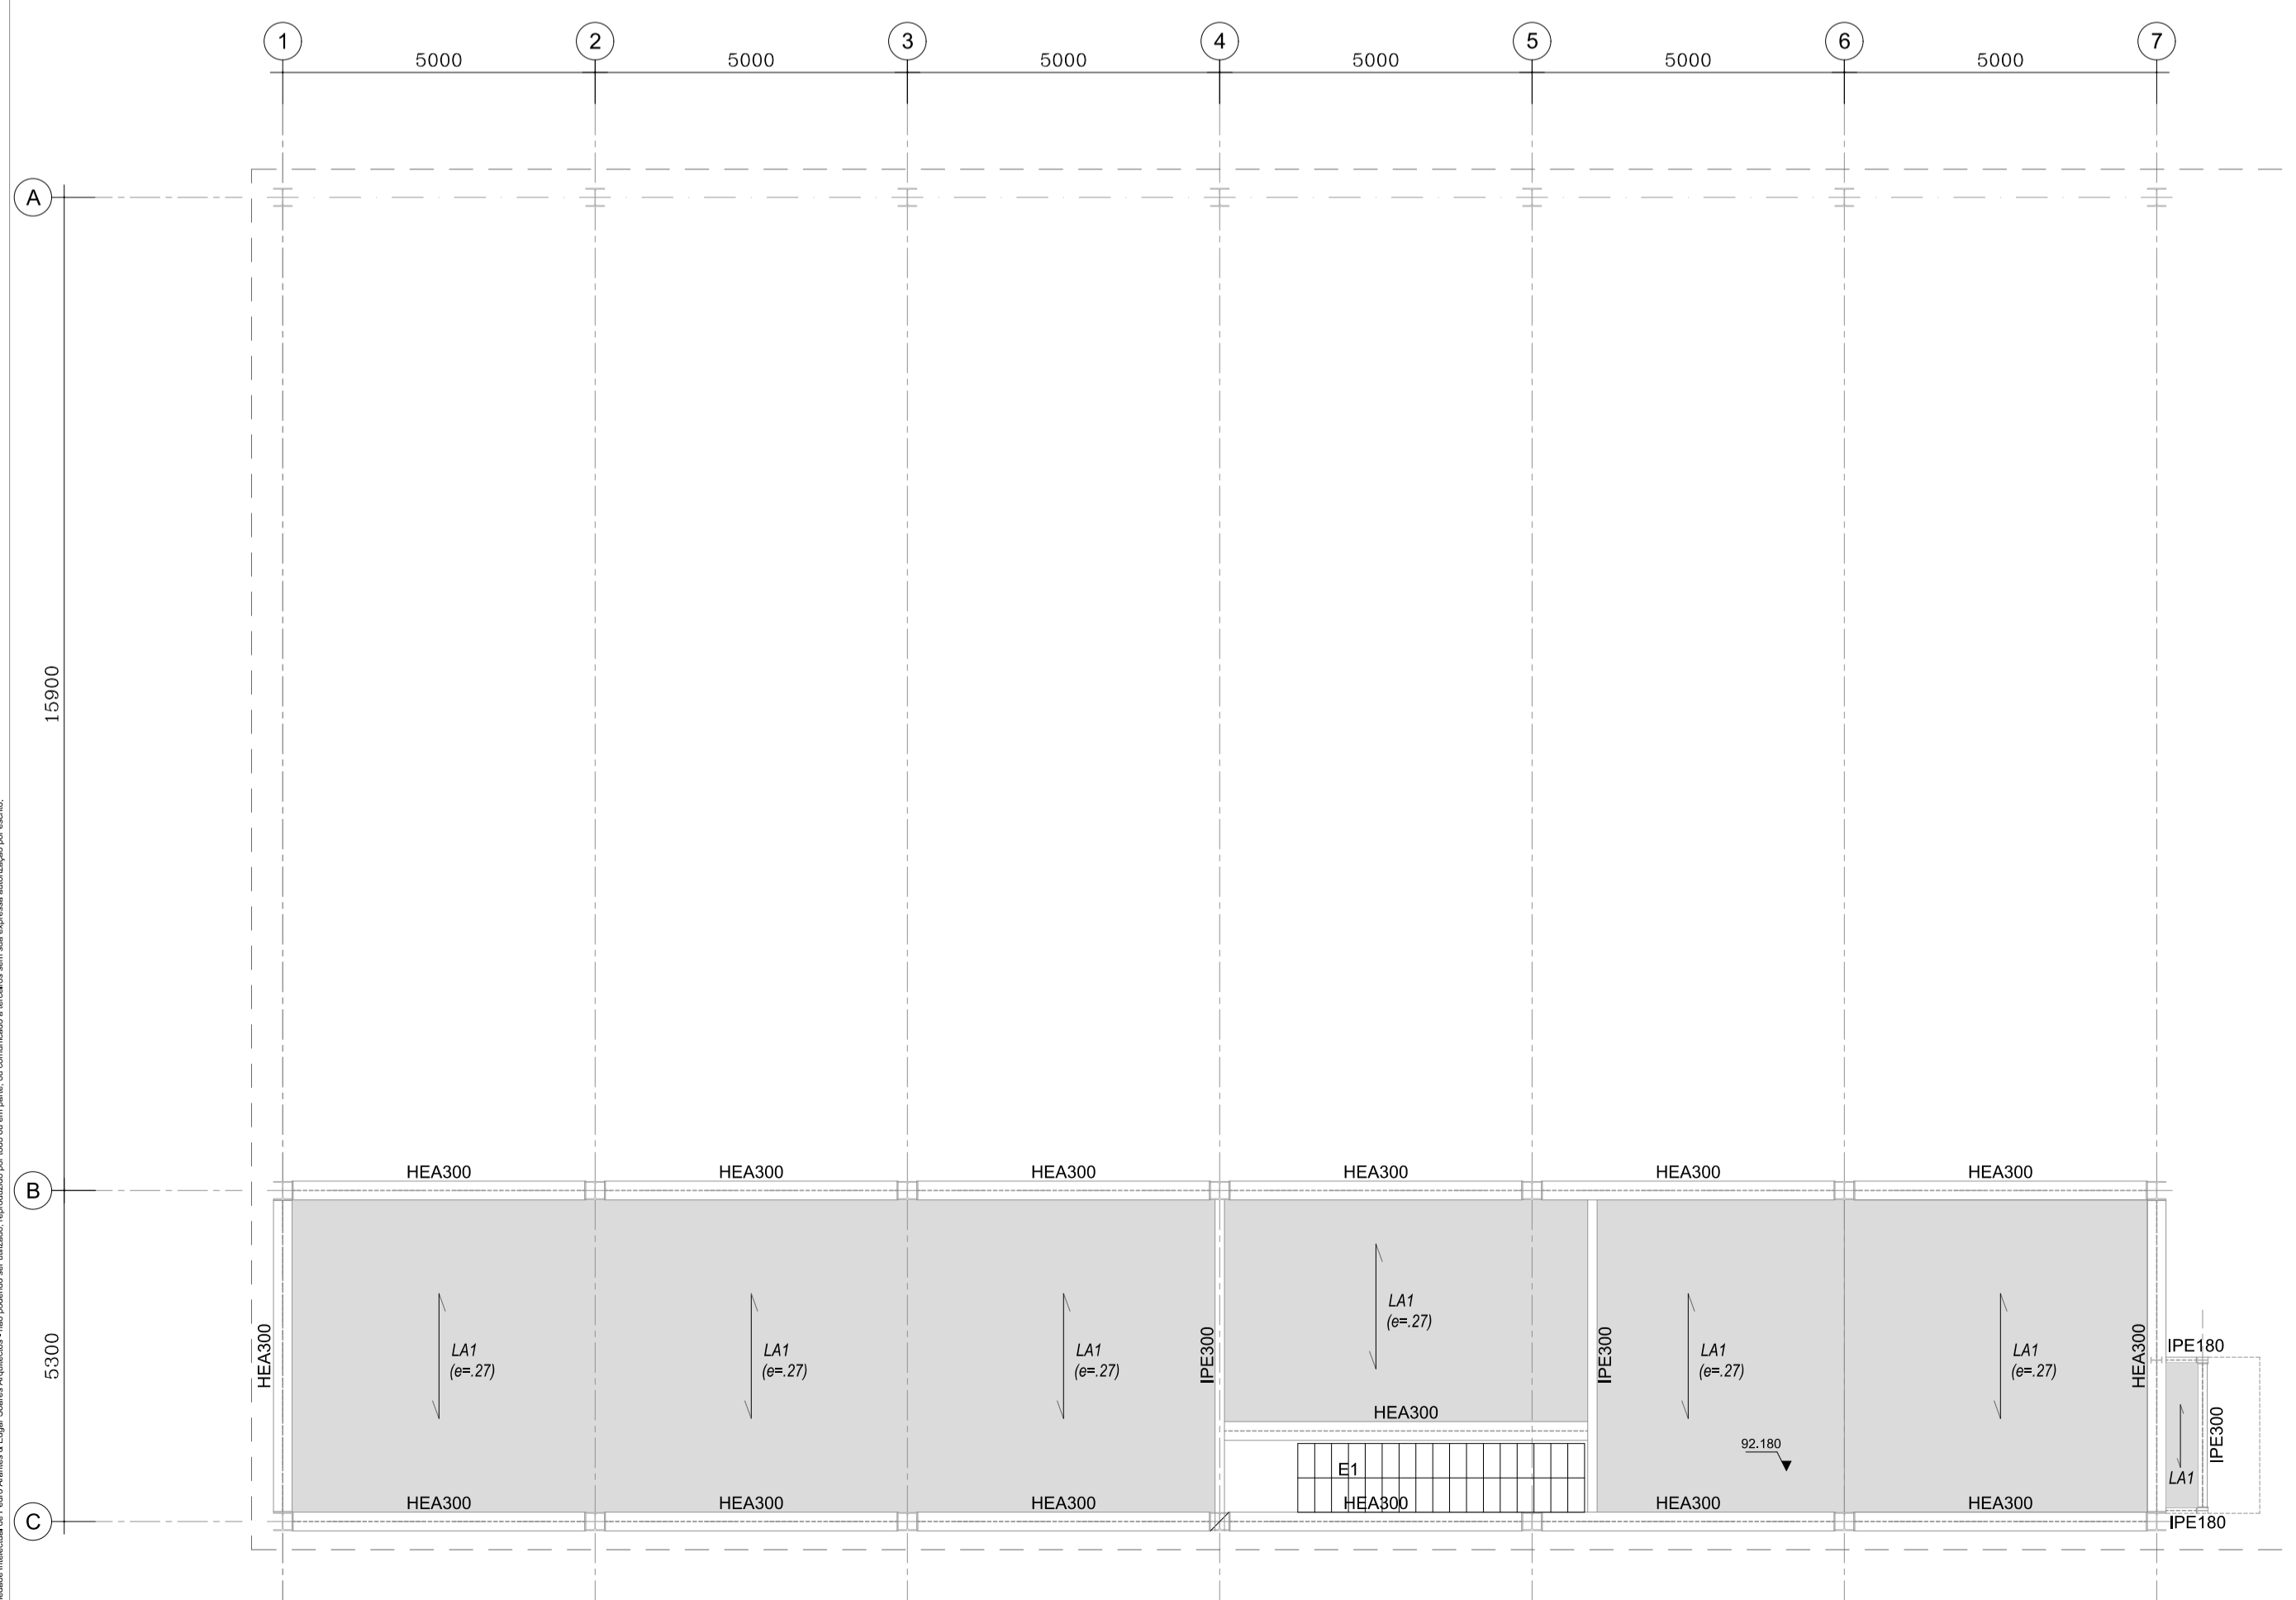 1 2 3 4 5 6 7
5000 5000 5000 5000 5000 5000
A
15900
B
HEA300 HEA300 HEA300 HEA300 HEA300 HEA300
5300
HEA300
LA1
(e=.27)
LA1
(e=.27)
LA1
(e=.27)
IPE300
LA1
(e=.27)
HEA300
IPE300
LA1
(e=.27)
LA1
(e=.27)
HEA300
IPE180
IPE300
LA1
92.180
E1
C
HEA300 HEA300 HEA300 HEA300 HEA300 HEA300
IPE180